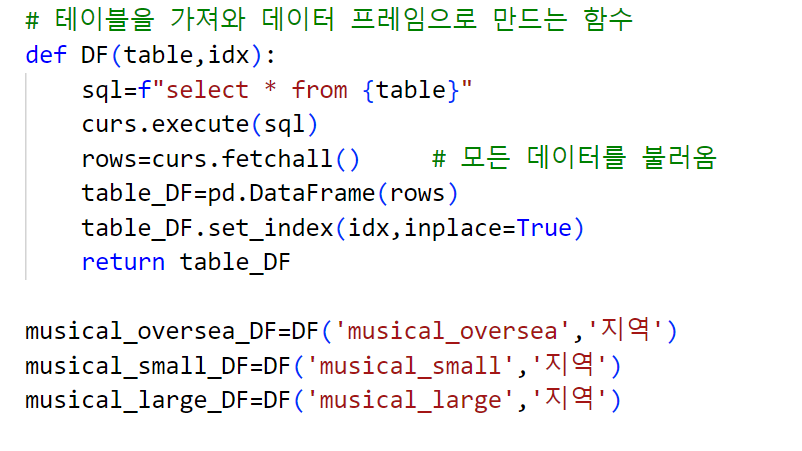 # 테이블을 가져와 데이터 프레임으로 만드는 함수
def DF(table,idx):
    sql=f"select * from {table}"
    curs.execute(sql)
    rows=curs.fetchall()     # 모든 데이터를 불러옴
    table_DF=pd.DataFrame(rows)
    table_DF.set_index(idx,inplace=True)
    return table_DF

musical_oversea_DF=DF('musical_oversea','지역')
musical_small_DF=DF('musical_small','지역')
musical_large_DF=DF('musical_large','지역')